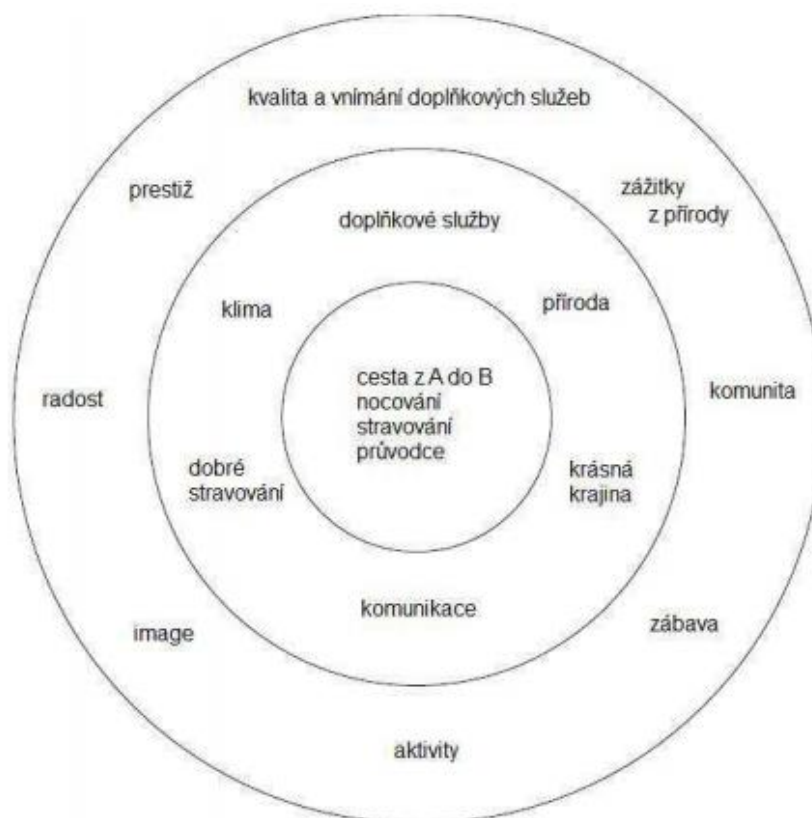 kvalita a vnímání doplňkových služeb
prestiž
zážitky
z přírody
doplňkové služby
klima
příroda
cesta z A do B
nocování
stravování
průvodce
radost
komunita
dobré
stravování
krásná
krajina
komunikace
image
zábava
aktivity